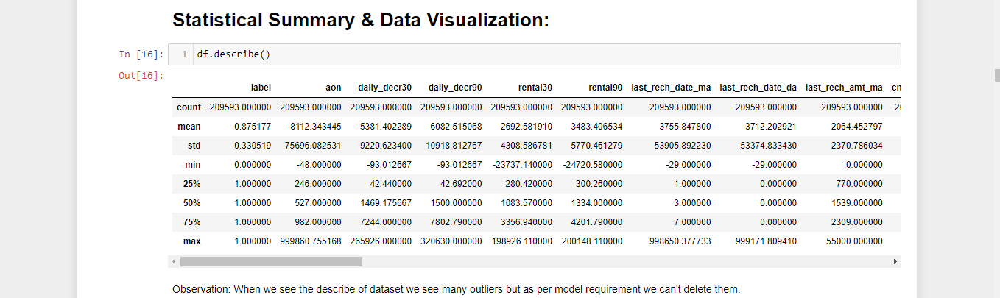 Statistical Summary & Data Visualization:
In [16]: 1 df.describe()
Out[16]:
label aon daily_decr30 daily_decr90 rental30 rental90 last_rech_date_ma last_rech_date_da last_rech_amt_ma cn
count 209593.000000 209593.000000 209593.000000 209593.000000 209593.000000 209593.000000 209593.000000 209593.000000 209593.000000 20
mean 0.875177 8112.343445 5381.402289 6082.515068 2692.581910 3483.406534 3755.847800 3712.202921 2064.452797
std 0.330519 75696.082531 9220.623400 10918.812767 4308.586781 5770.461279 53905.892230 53374.833430 2370.786034
min 0.000000 -48.000000 -93.012667 -93.012667 -23737.140000 -24720.580000 -29.000000 -29.000000 0.000000
25% 1.000000 246.000000 42.440000 42.692000 280.420000 300.260000 1.000000 0.000000 770.000000
50% 1.000000 527.000000 1469.175667 1500.000000 1083.570000 1334.000000 3.000000 0.000000 1539.000000
75% 1.000000 982.000000 7244.000000 7802.790000 3356.940000 4201.790000 7.000000 0.000000 2309.000000
max 1.000000 999860.755168 265926.000000 320630.000000 198926.110000 200148.110000 998650.377733 999171.809410 55000.000000
Observation: When we see the describe of dataset we see many outliers but as per model requirement we can't delete them.